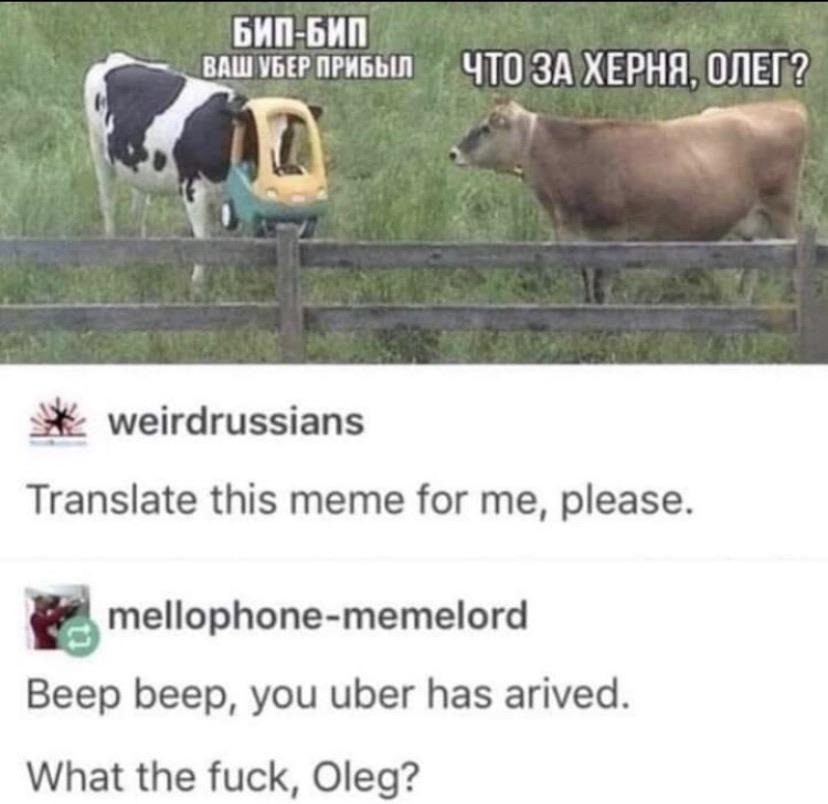 БИП-БИП
ВАШ УБЕР ПРИБЫЛ
ЧТО ЗА ХЕРНЯ, ОЛЕГ?
weirdrussians
Translate this meme for me, please.
mellophone-memelord
Beep beep, you uber has arived.
What the fuck, Oleg?